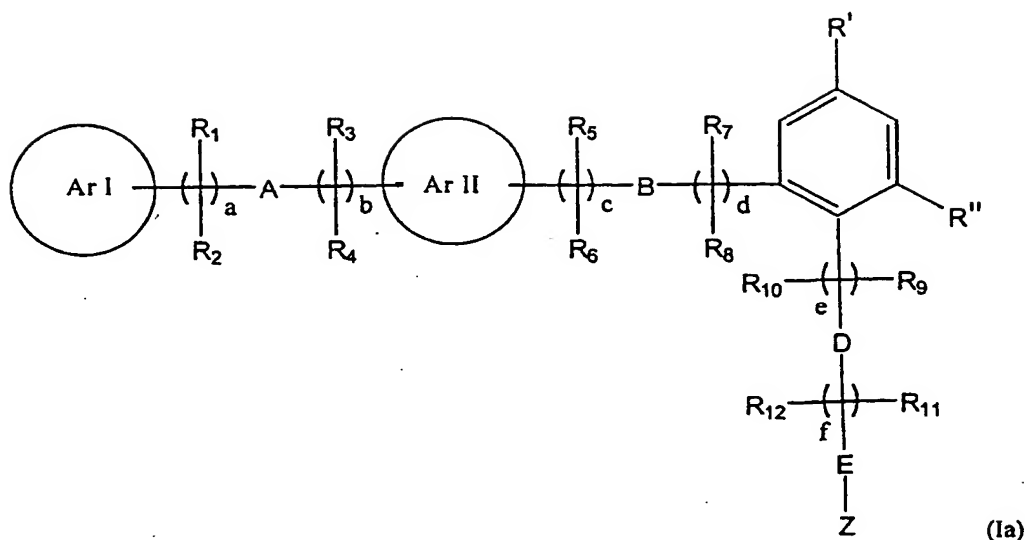 R'
R1 R3 R5 R7
Ar I ( )a A ( )b Ar II ( )c B ( )d
R''
R2 R4 R6 R8
R10 ( )e R9
D
R12 ( )f R11
E
Z
(Ia)